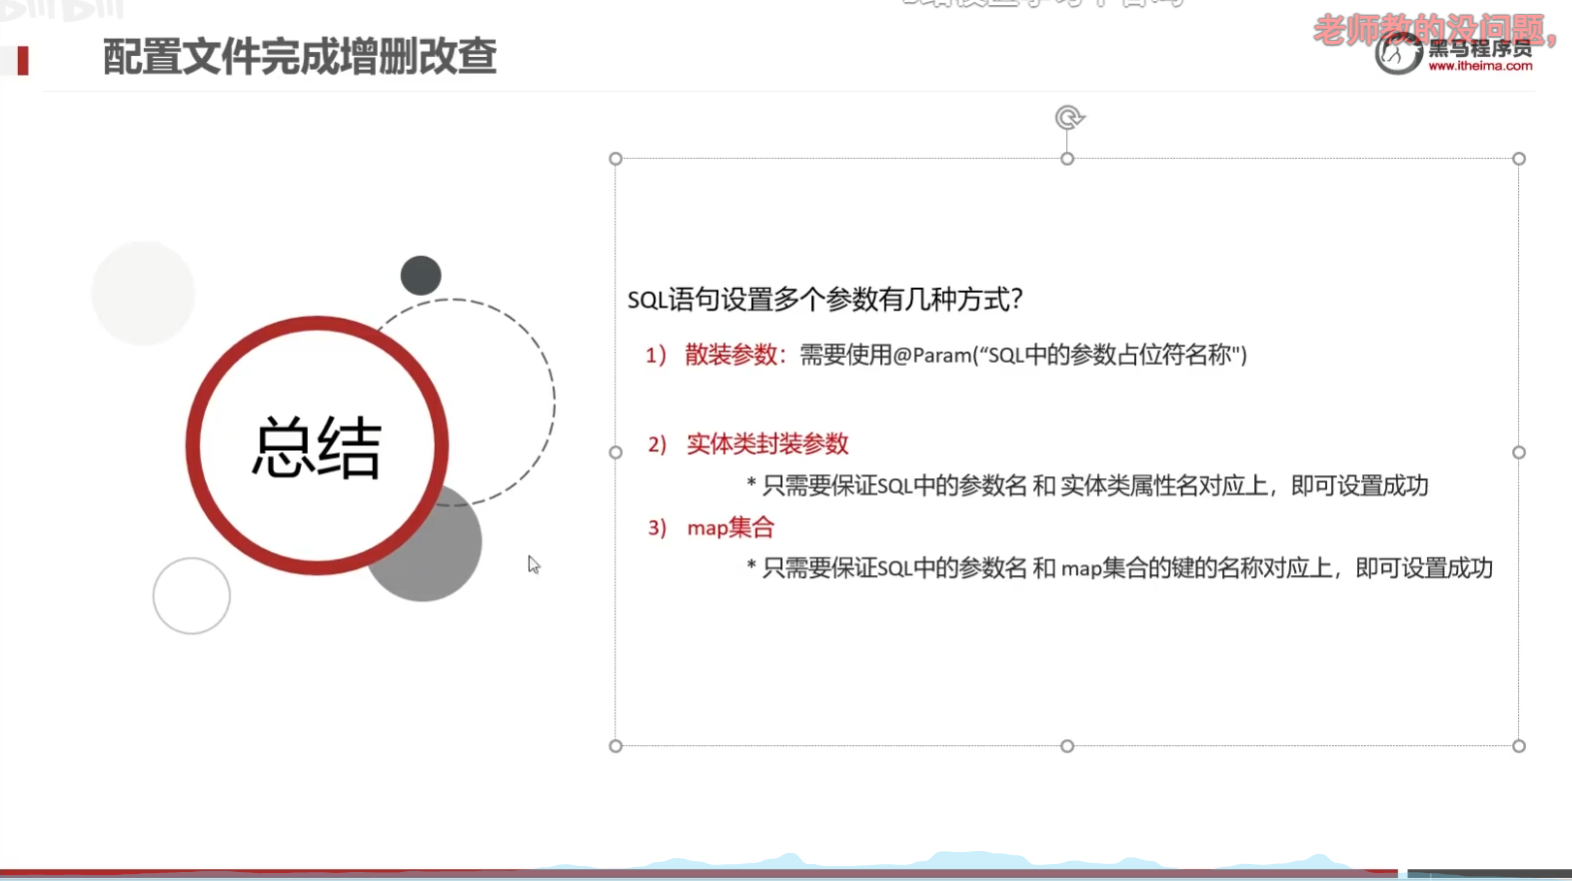 老师教的没问题，
配置文件完成增删改查
黑马程序员
www.itheima.com
SQL语句设置多个参数有几种方式？
1） 散装参数：需要使用@Param(“SQL中的参数占位符名称")
总结
2) 实体类封装参数
* 只需要保证SQL中的参数名 和 实体类属性名对应上，即可设置成功
3) map集合
* 只需要保证SQL中的参数名 和 map集合的键的名称对应上，即可设置成功